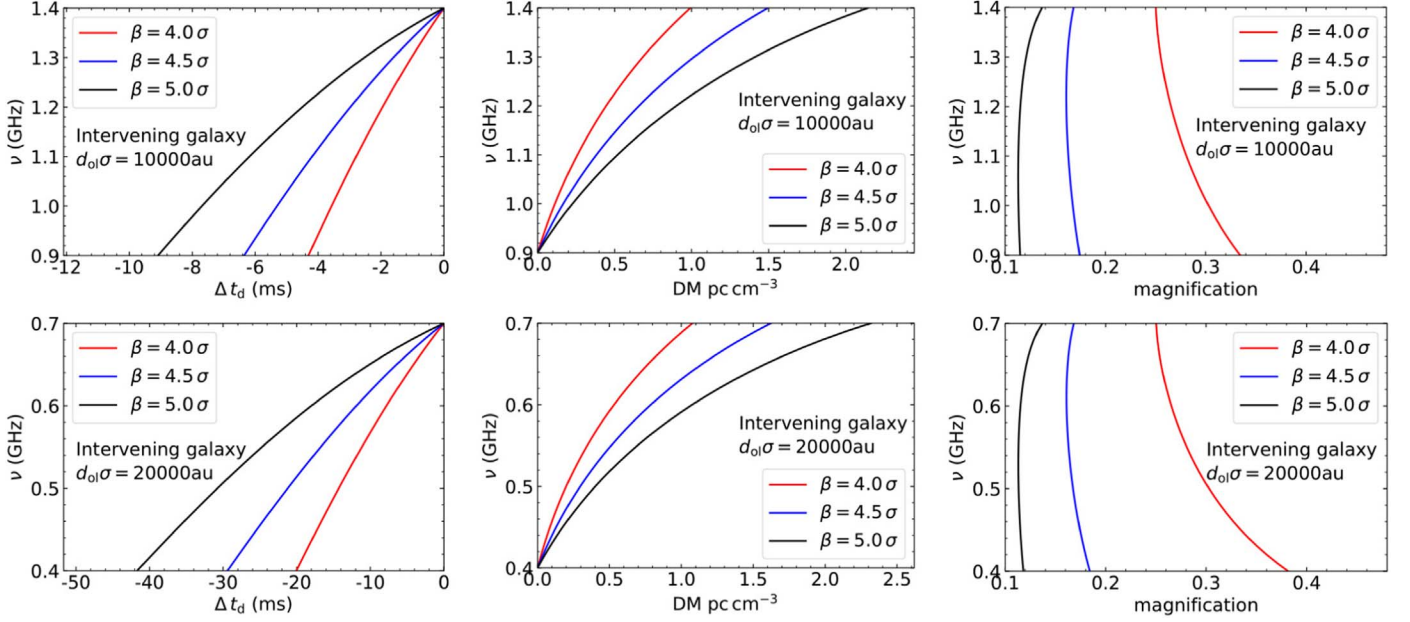 1.4
1.3
1.2
1.1
1.0
0.9
ν (GHz)
β = 4.0 σ
β = 4.5 σ
β = 5.0 σ
Intervening galaxy
dolσ = 10000au
-12 -10 -8 -6 -4 -2 0
Δ td (ms)
1.4
1.3
1.2
1.1
1.0
0.9
ν (GHz)
Intervening galaxy
dolσ = 10000au
β = 4.0 σ
β = 4.5 σ
β = 5.0 σ
0.0 0.5 1.0 1.5 2.0
DM pc cm−3
1.4
1.3
1.2
1.1
1.0
0.9
ν (GHz)
β = 4.0 σ
β = 4.5 σ
β = 5.0 σ
Intervening galaxy
dolσ = 10000au
0.1 0.2 0.3 0.4
magnification
0.7
0.6
0.5
0.4
ν (GHz)
β = 4.0 σ
β = 4.5 σ
β = 5.0 σ
Intervening galaxy
dolσ = 20000au
-50 -40 -30 -20 -10 0
Δ td (ms)
0.7
0.6
0.5
0.4
ν (GHz)
Intervening galaxy
dolσ = 20000au
β = 4.0 σ
β = 4.5 σ
β = 5.0 σ
0.0 0.5 1.0 1.5 2.0 2.5
DM pc cm−3
0.7
0.6
0.5
0.4
ν (GHz)
β = 4.0 σ
β = 4.5 σ
β = 5.0 σ
Intervening galaxy
dolσ = 20000au
0.1 0.2 0.3 0.4
magnification